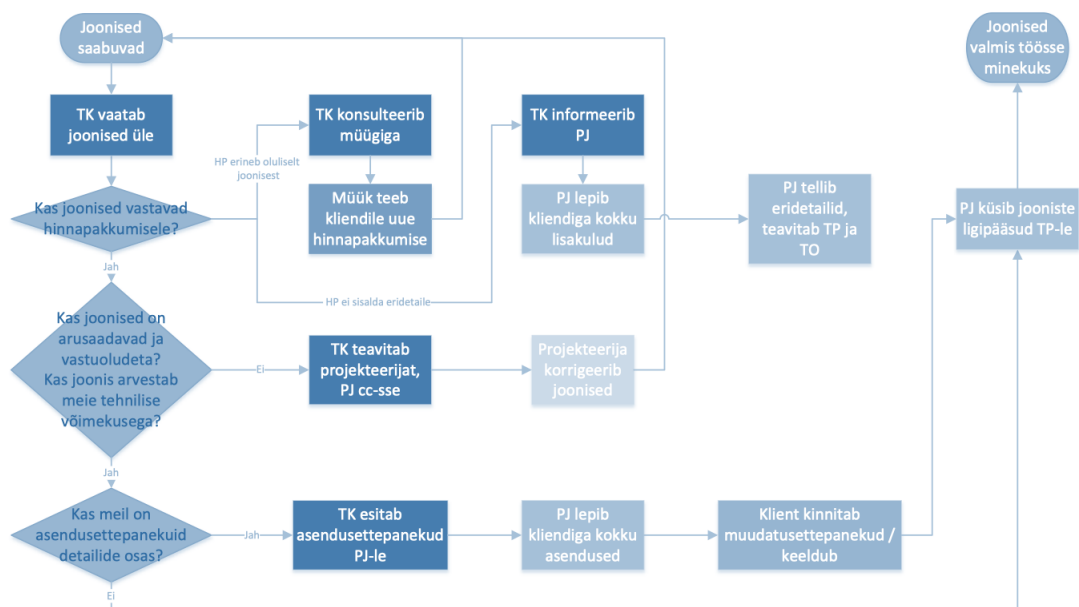 Joonised
saabuvad
Joonised
valmis töösse
minekuks
TK vaatab
joonised üle
TK konsulteerib
müügiga
TK informeerib
PJ
HP erineb oluliselt
joonisest
Kas joonised vastavad
hinnapakkumisele?
Müük teeb
kliendile uue
hinnapakkumise
PJ lepib
kliendiga kokku
lisakulud
PJ tellib
eridetailid,
teavitab TP ja
TO
PJ küsib jooniste
ligipääsud TP-le
Jah
HP ei sisalda eridetaile
Kas joonised on
arusaadavad ja
vastuoludeta?
Kas joonis arvestab
meie tehnilise
võimekusega?
Ei
TK teavitab
projekteerijat,
PJ cc-sse
Projekteerija
korrigeerib
joonised
Jah
Kas meil on
asendusettepanekuid
detailide osas?
Jah
TK esitab
asendusettepanekud
PJ-le
PJ lepib
kliendiga kokku
asendused
Klient kinnitab
muudatusettepanekud /
keeldub
Ei